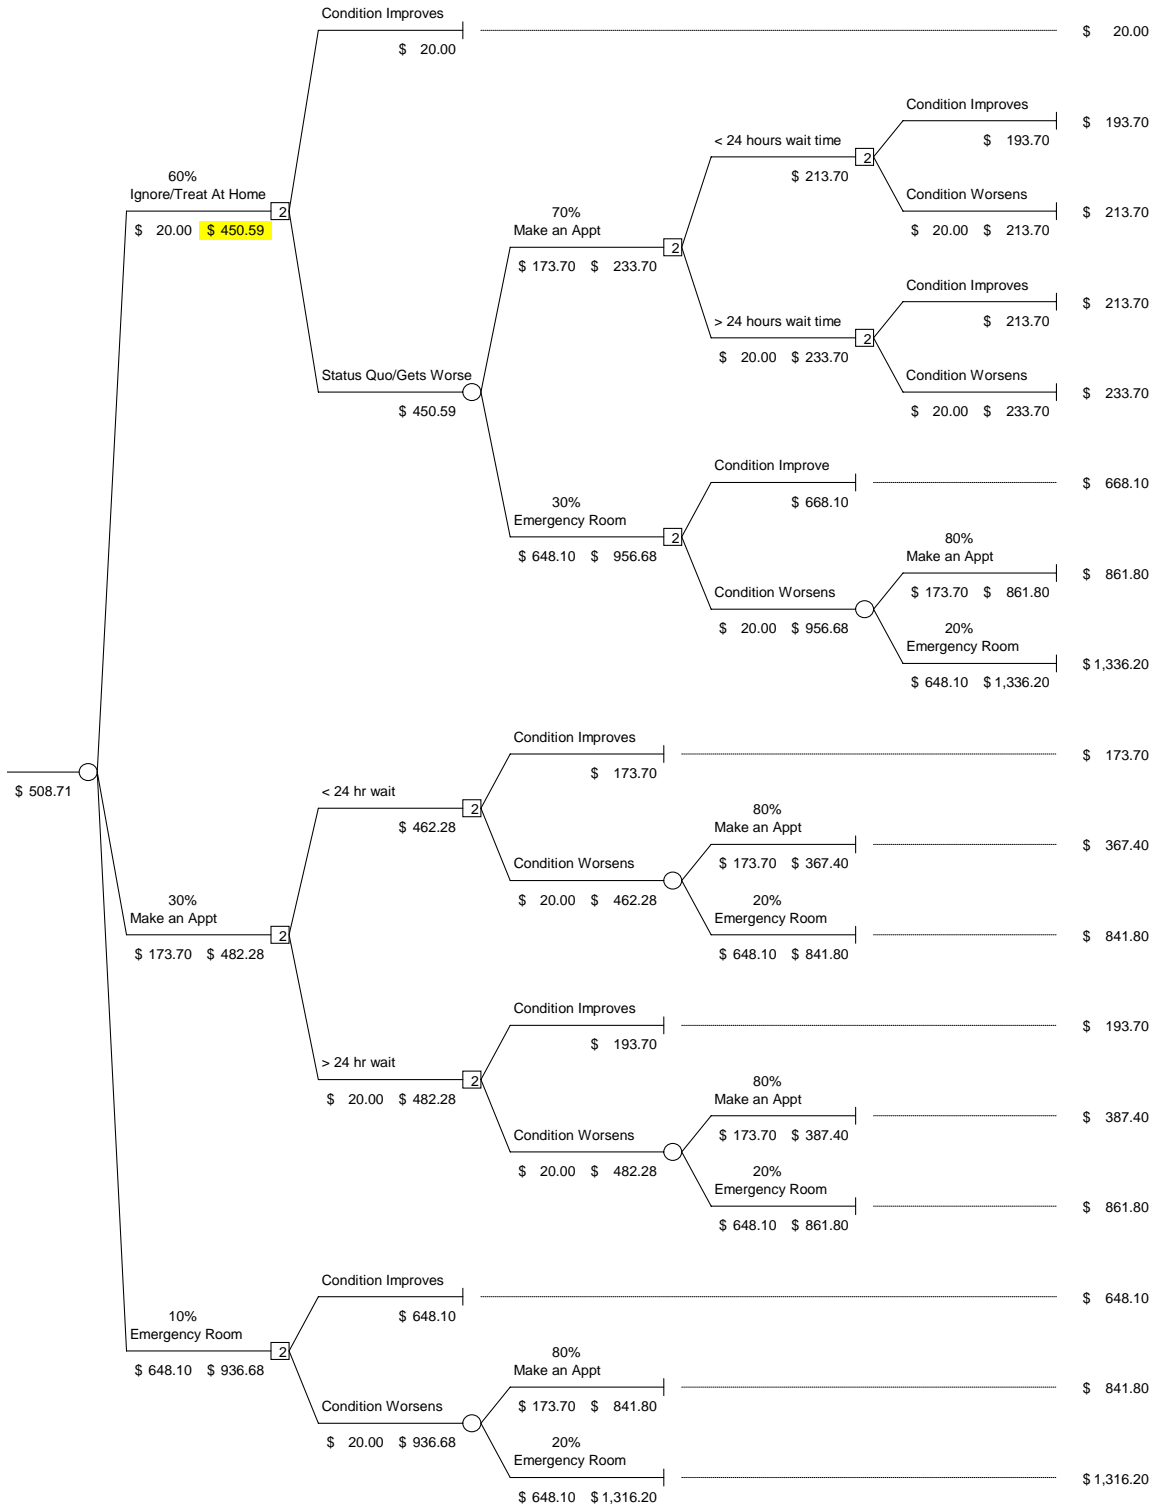 Condition Improves
$ 20.00
$ 20.00
Condition Improves
$ 193.70
$ 193.70
< 24 hours wait time
2
$ 213.70
60%
Ignore/Treat At Home
2
$ 20.00 $ 450.59
Condition Worsens
$ 213.70
$ 20.00 $ 213.70
70%
Make an Appt
2
$ 173.70 $ 233.70
Condition Improves
$ 213.70
$ 213.70
> 24 hours wait time
2
$ 20.00 $ 233.70
Status Quo/Gets Worse
$ 450.59
Condition Worsens
$ 233.70
$ 20.00 $ 233.70
Condition Improve
$ 668.10
$ 668.10
30%
Emergency Room
2
$ 648.10 $ 956.68
80%
Make an Appt
$ 861.80
$ 173.70 $ 861.80
Condition Worsens
$ 20.00 $ 956.68
20%
Emergency Room
$ 1,336.20
$ 648.10 $ 1,336.20
Condition Improves
$ 173.70
$ 173.70
$ 508.71
< 24 hr wait
2
$ 462.28
80%
Make an Appt
$ 367.40
$ 173.70 $ 367.40
Condition Worsens
$ 20.00 $ 462.28
30%
Make an Appt
2
$ 173.70 $ 482.28
20%
Emergency Room
$ 841.80
$ 648.10 $ 841.80
Condition Improves
$ 193.70
$ 193.70
> 24 hr wait
2
$ 20.00 $ 482.28
80%
Make an Appt
$ 387.40
$ 173.70 $ 387.40
Condition Worsens
$ 20.00 $ 482.28
20%
Emergency Room
$ 861.80
$ 648.10 $ 861.80
Condition Improves
$ 648.10
$ 648.10
10%
Emergency Room
2
$ 648.10 $ 936.68
80%
Make an Appt
$ 841.80
$ 173.70 $ 841.80
Condition Worsens
$ 20.00 $ 936.68
20%
Emergency Room
$ 1,316.20
$ 648.10 $ 1,316.20